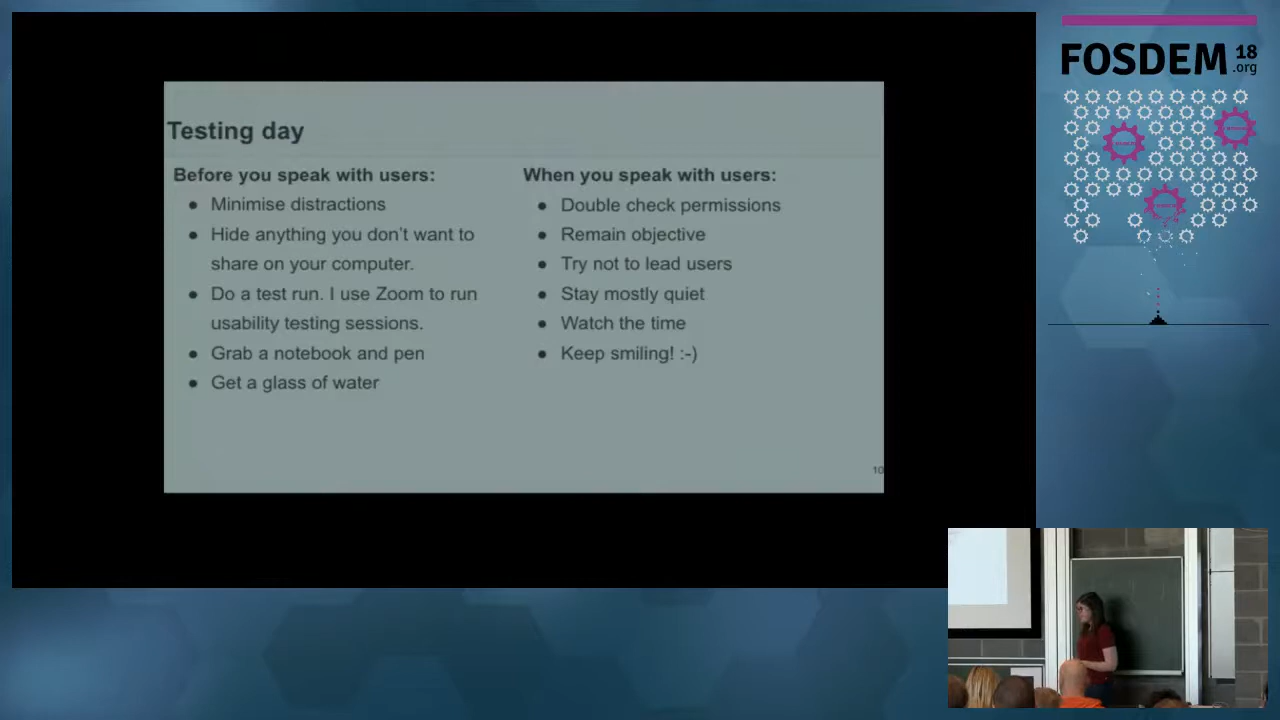 Testing day
Before you speak with users:
● Minimise distractions
● Hide anything you don't want to
share on your computer.
● Do a test run. I use Zoom to run
usability testing sessions.
● Grab a notebook and pen
● Get a glass of water
When you speak with users:
● Double check permissions
● Remain objective
● Try not to lead users
● Stay mostly quiet
● Watch the time
● Keep smiling! :-)
10
FOSDEM 18
.org